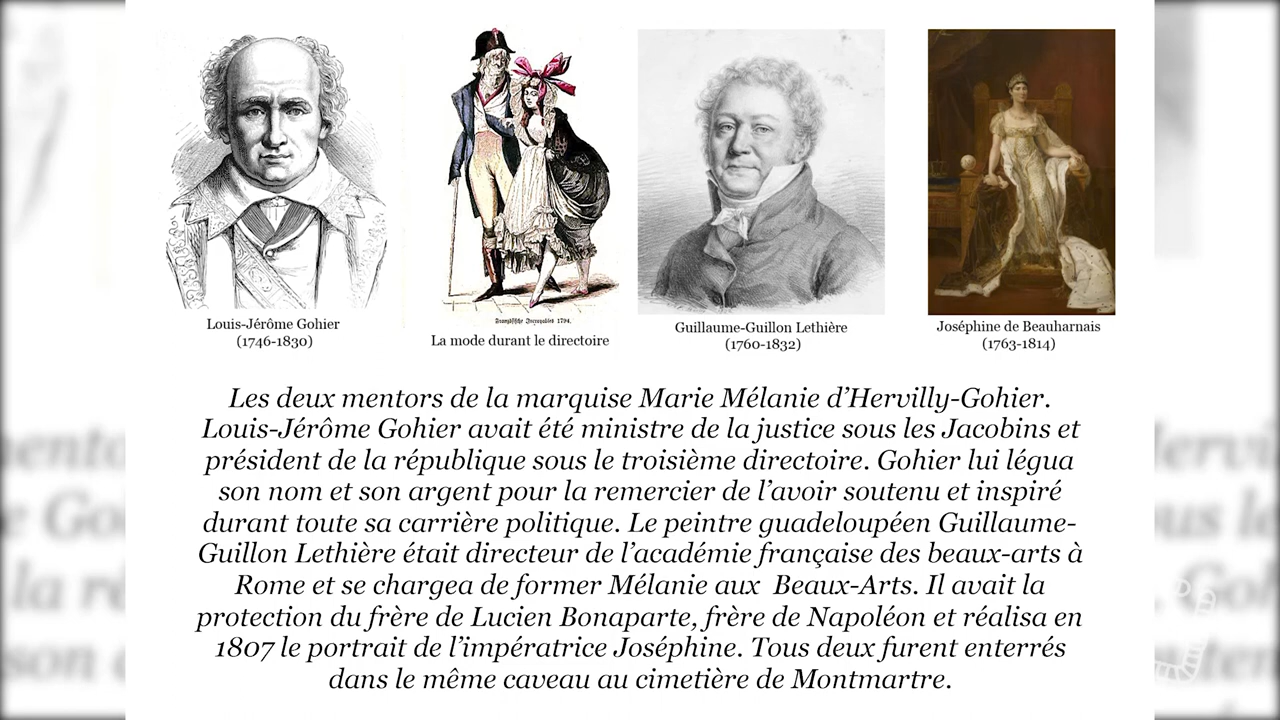 Louis-Jérôme Gohier
(1746-1830)
Französische Incroyables 1794.
La mode durant le directoire
Guillaume-Guillon Lethière
(1760-1832)
Joséphine de Beauharnais
(1763-1814)
Les deux mentors de la marquise Marie Mélanie d’Hervilly-Gohier.
Louis-Jérôme Gohier avait été ministre de la justice sous les Jacobins et
président de la république sous le troisième directoire. Gohier lui légua
son nom et son argent pour la remercier de l’avoir soutenu et inspiré
durant toute sa carrière politique. Le peintre guadeloupéen Guillaume-
Guillon Lethière était directeur de l’académie française des beaux-arts à
Rome et se chargea de former Mélanie aux  Beaux-Arts. Il avait la
protection du frère de Lucien Bonaparte, frère de Napoléon et réalisa en
1807 le portrait de l’impératrice Joséphine. Tous deux furent enterrés
dans le même caveau au cimetière de Montmartre.